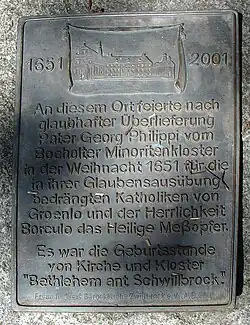 1651 2001
An diesem Ort feierte nach
glaubhafter Überlieferung
Pater Georg Philippi vom
Bocholter Minoritenkloster
in der Weihnacht 1651 für die
in ihrer Glaubensausübung
bedrängten Katholiken von
Groenlo und der Herrlichkeit
Borculo das Heilige Meßopfer.
Es war die Geburtsstunde
von Kirche und Kloster
"Bethlehem ant Schwillbrock."